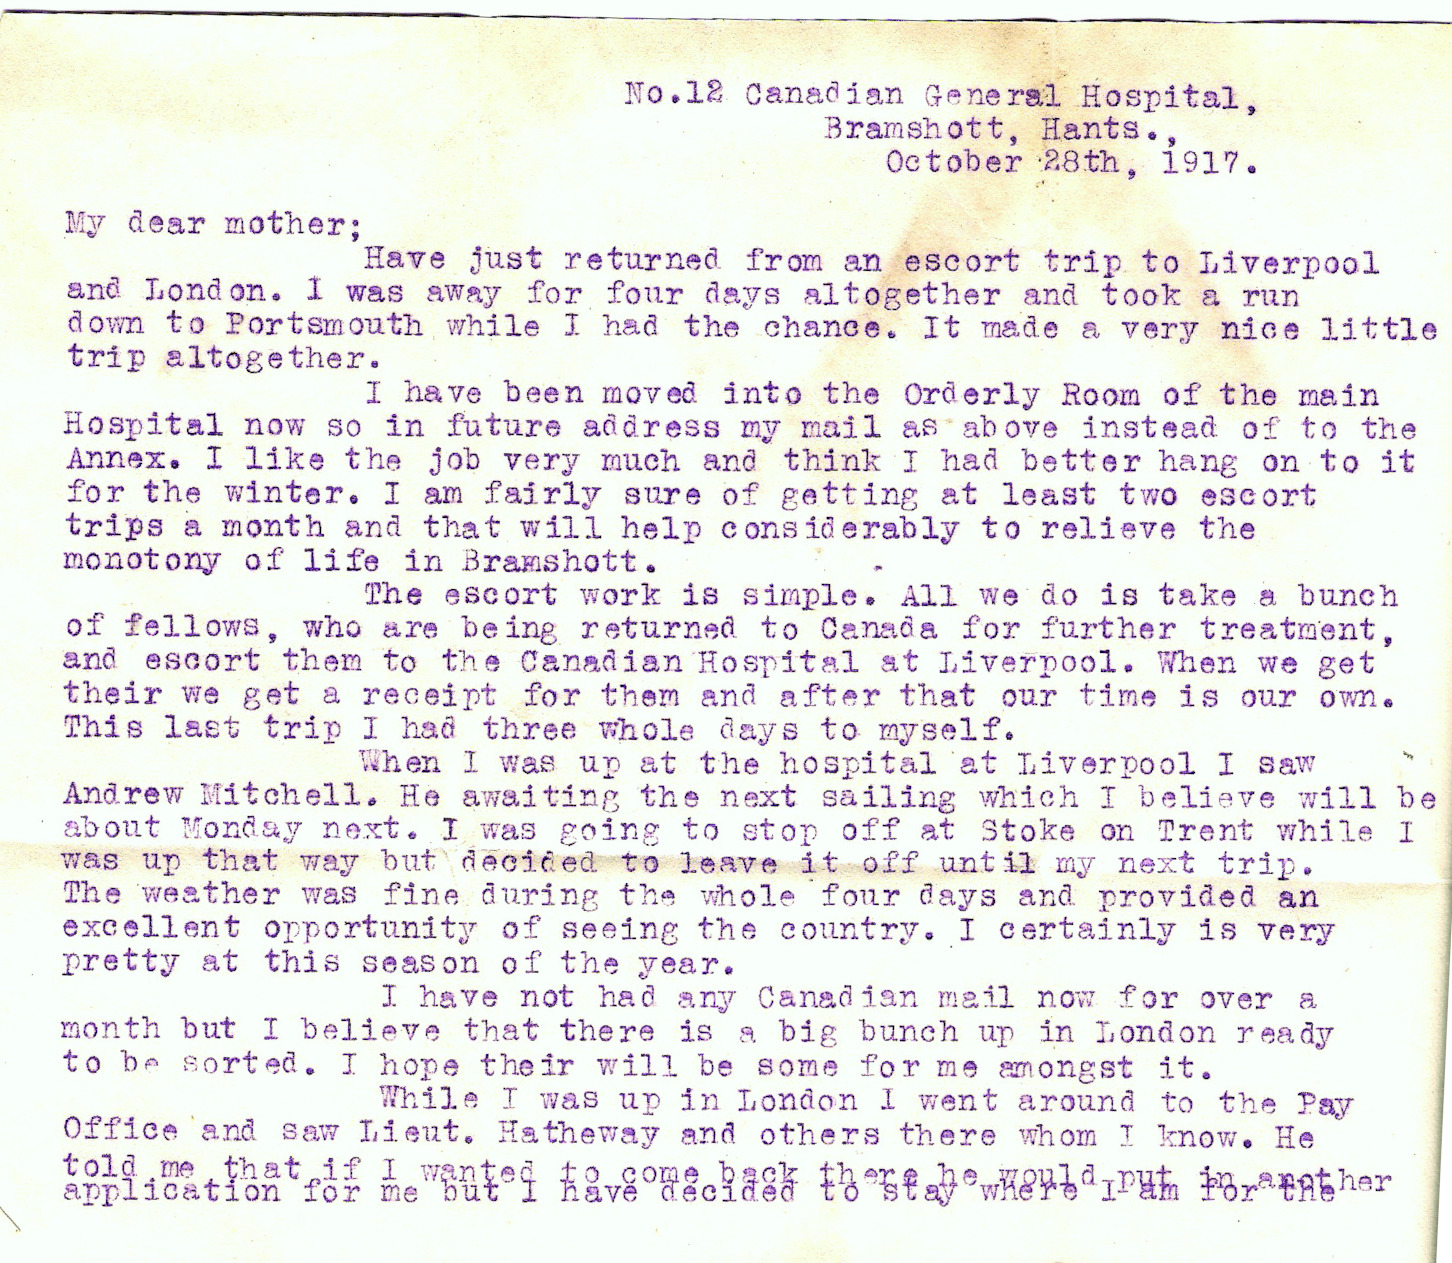 No.12 Canadian General Hospital,
Bramshott, Hants.,
October 28th, 1917.
My dear mother;
Have just returned from an escort trip to Liverpool
and London. I was away for four days altogether and took a run
down to Portsmouth while I had the chance. It made a very nice little
trip altogether.
I have been moved into the Orderly Room of the main
Hospital now so in future address my mail as above instead of to the
Annex. I like the job very much and think I had better hang on to it
for the winter. I am fairly sure of getting at least two escort
trips a month and that will help considerably to relieve the
monotony of life in Bramshott.
The escort work is simple. All we do is take a bunch
of fellows, who are being returned to Canada for further treatment,
and escort them to the Canadian Hospital at Liverpool. When we get
their we get a receipt for them and after that our time is our own.
This last trip I had three whole days to myself.
When I was up at the hospital at Liverpool I saw
Andrew Mitchell. He awaiting the next sailing which I believe will be
about Monday next. I was going to stop off at Stoke on Trent while I
was up that way but decided to leave it off until my next trip.
The weather was fine during the whole four days and provided an
excellent opportunity of seeing the country. I certainly is very
pretty at this season of the year.
I have not had any Canadian mail now for over a
month but I believe that there is a big bunch up in London ready
to be sorted. I hope their will be some for me amongst it.
While I was up in London I went around to the Pay
Office and saw Lieut. Hatheway and others there whom I know. He
told me that if I wanted to come back there he would put in another
application for me but I have decided to stay where I am for the